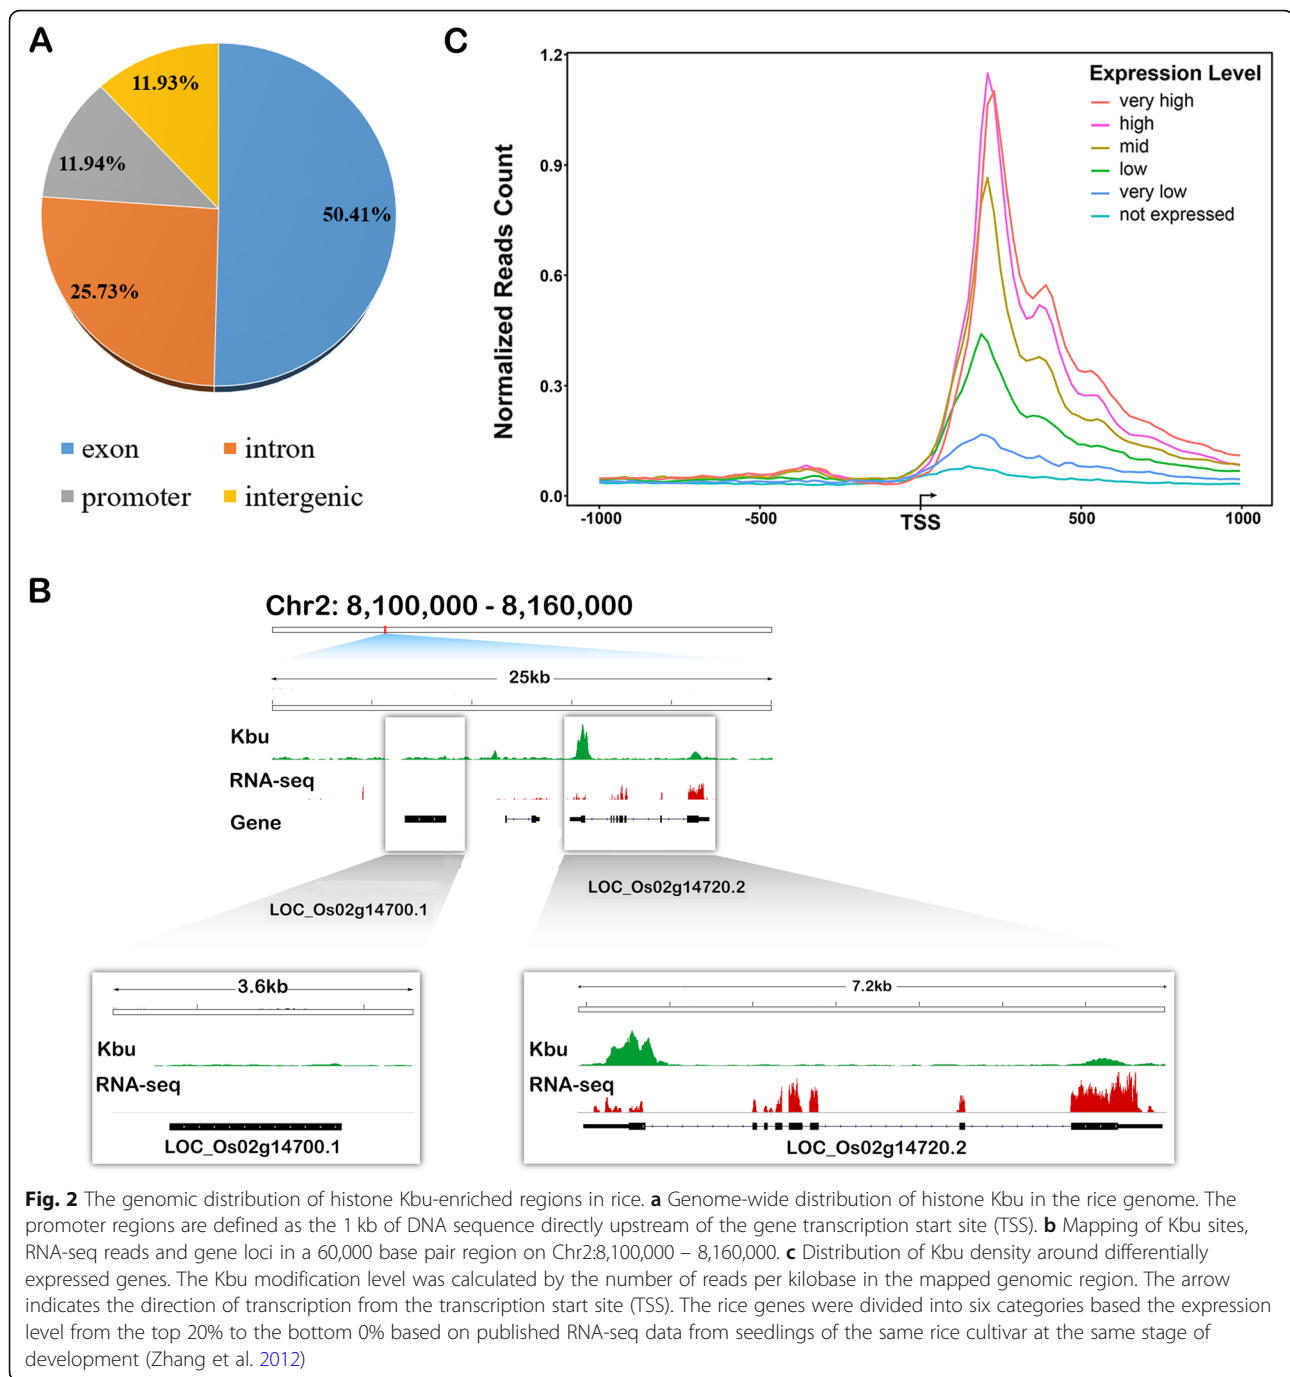 A
11.93%
11.94%
50.41%
25.73%
exon
intron
promoter
intergenic
C
Normalized Reads Count
1.2
0.9
0.6
0.3
0.0
Expression Level
very high
high
mid
low
very low
not expressed
-1000
-500
TSS
500
1000
B
Chr2: 8,100,000 - 8,160,000
25kb
Kbu
RNA-seq
Gene
LOC_Os02g14700.1
LOC_Os02g14720.2
3.6kb
Kbu
RNA-seq
LOC_Os02g14700.1
7.2kb
Kbu
RNA-seq
LOC_Os02g14720.2
Fig. 2 The genomic distribution of histone Kbu-enriched regions in rice. a Genome-wide distribution of histone Kbu in the rice genome. The
promoter regions are defined as the 1 kb of DNA sequence directly upstream of the gene transcription start site (TSS). b Mapping of Kbu sites,
RNA-seq reads and gene loci in a 60,000 base pair region on Chr2:8,100,000 – 8,160,000. c Distribution of Kbu density around differentially
expressed genes. The Kbu modification level was calculated by the number of reads per kilobase in the mapped genomic region. The arrow
indicates the direction of transcription from the transcription start site (TSS). The rice genes were divided into six categories based the expression
level from the top 20% to the bottom 0% based on published RNA-seq data from seedlings of the same rice cultivar at the same stage of
development (Zhang et al. 2012)